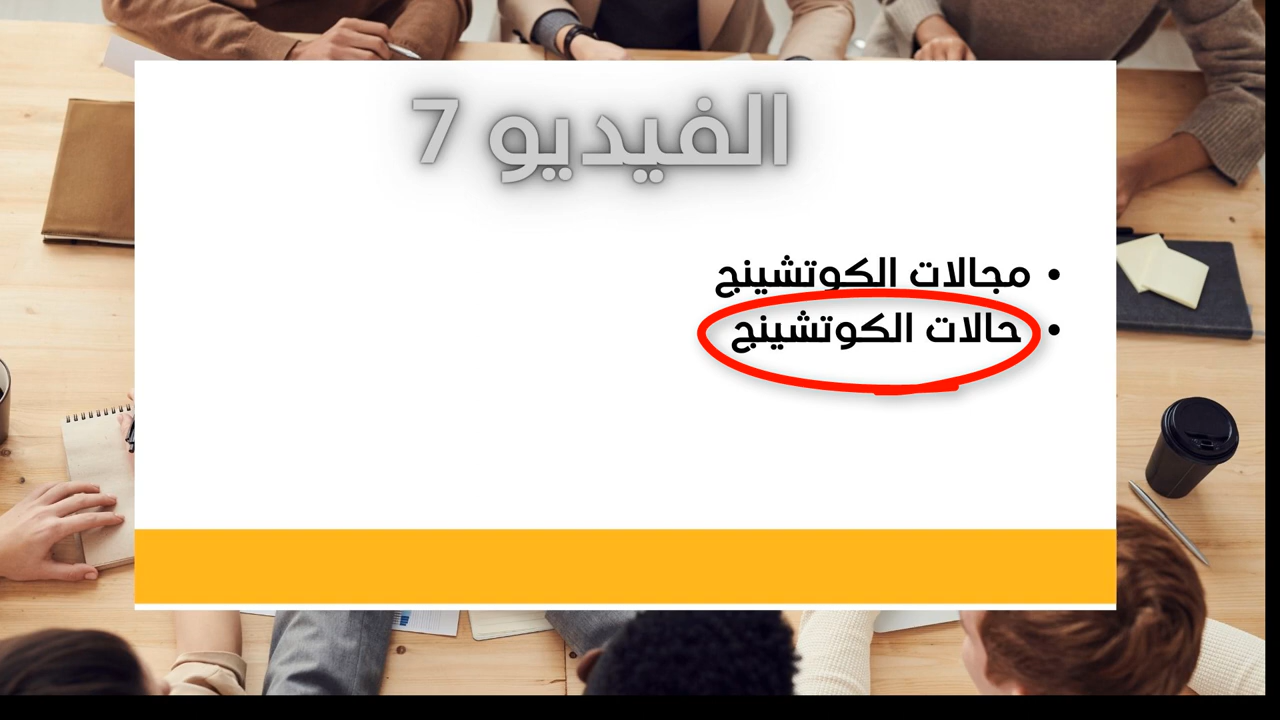 الفيديو 7
• مجالات الكوتشينج
• حالات الكوتشينج